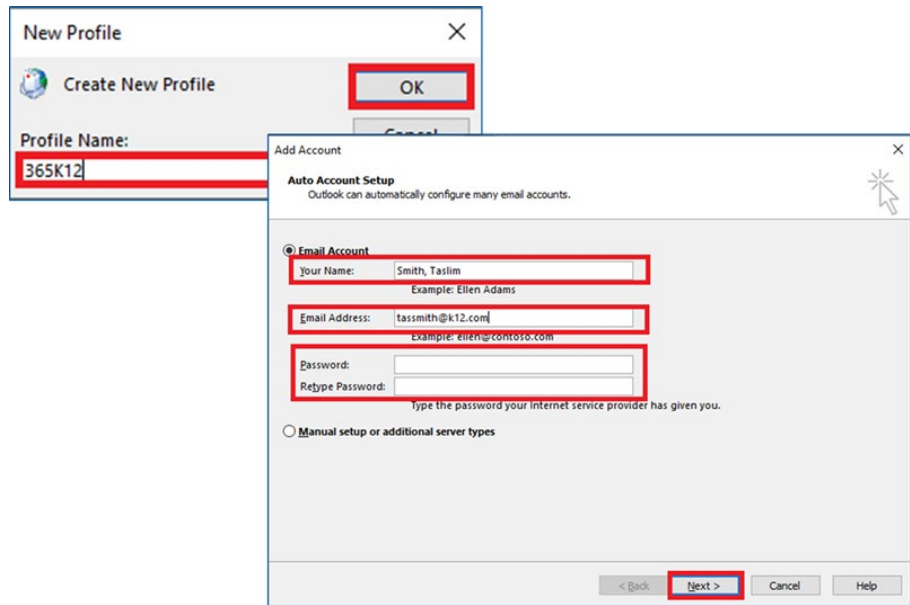 New Profile
Create New Profile
OK
Cancel
Profile Name:
365K12
Add Account
Auto Account Setup
Outlook can automatically configure many email accounts.
Email Account
Your Name: Smith, Taslim
Example: Ellen Adams
Email Address: tassmith@k12.com
Example: ellen@contoso.com
Password:
Retype Password:
Type the password your Internet service provider has given you.
Manual setup or additional server types
< Back Next > Cancel Help